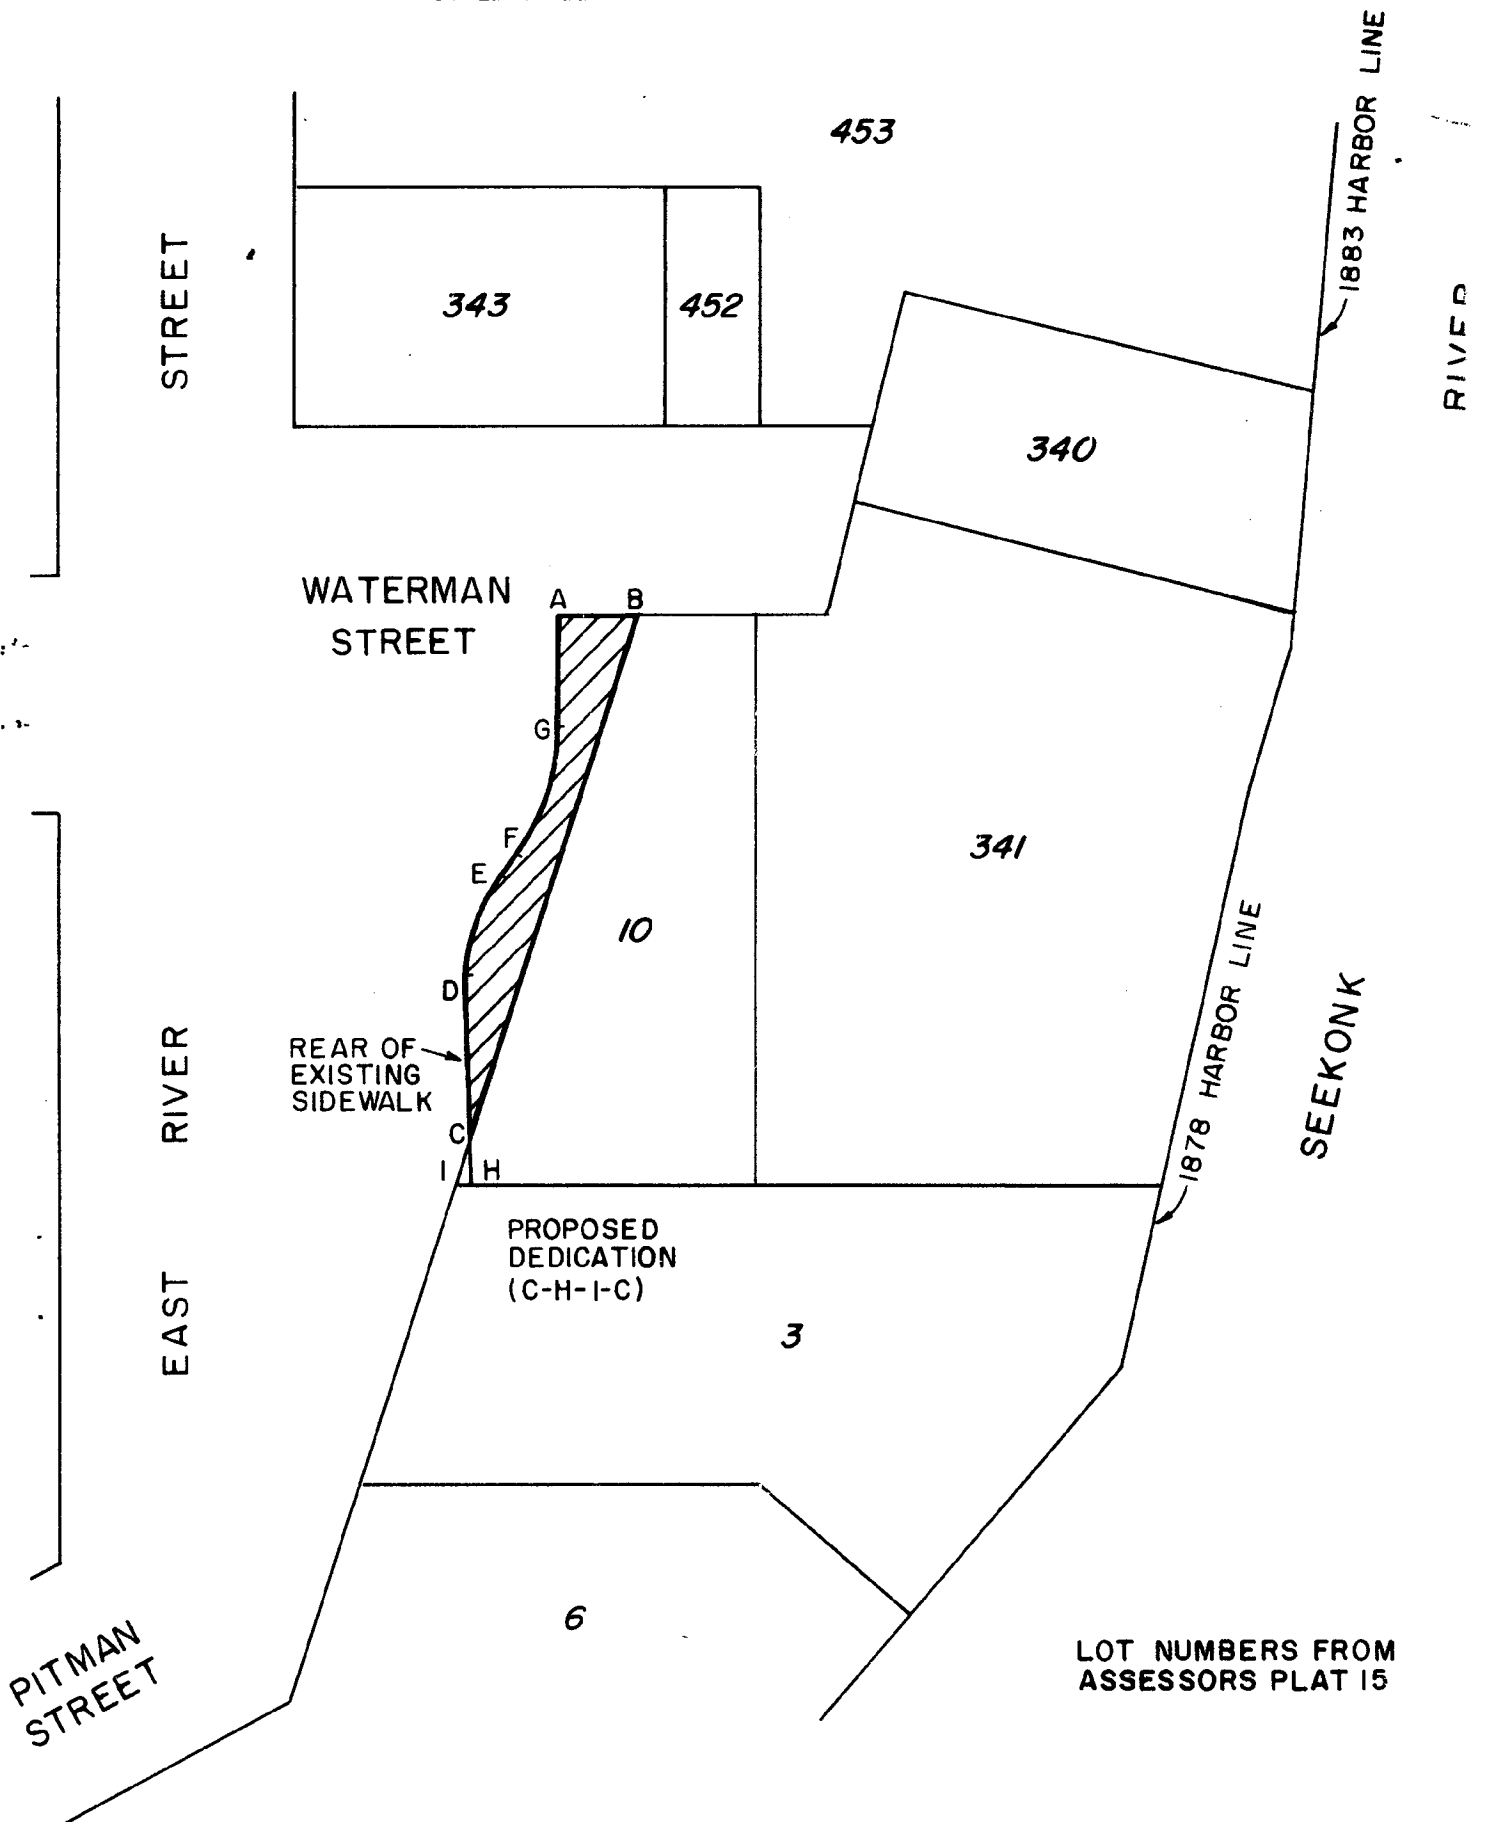 453
1883 HARBOR LINE
STREET
343
452
RIVER
340
WATERMAN
STREET
A
B
G
F
E
341
10
D
REAR OF
EXISTING
SIDEWALK
C
I
H
RIVER
EAST
1878 HARBOR LINE
SEEKONK
PROPOSED
DEDICATION
(C-H-I-C)
3
6
PITMAN
STREET
LOT NUMBERS FROM
ASSESSORS PLAT 15